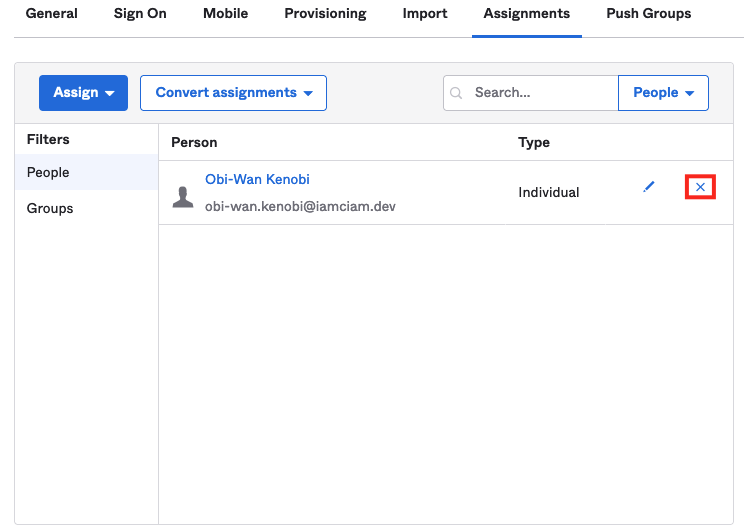 General Sign On Mobile Provisioning Import Assignments Push Groups
Assign Convert assignments Search... People
Filters Person Type
People
Groups
Obi-Wan Kenobi
obi-wan.kenobi@iamciam.dev
Individual